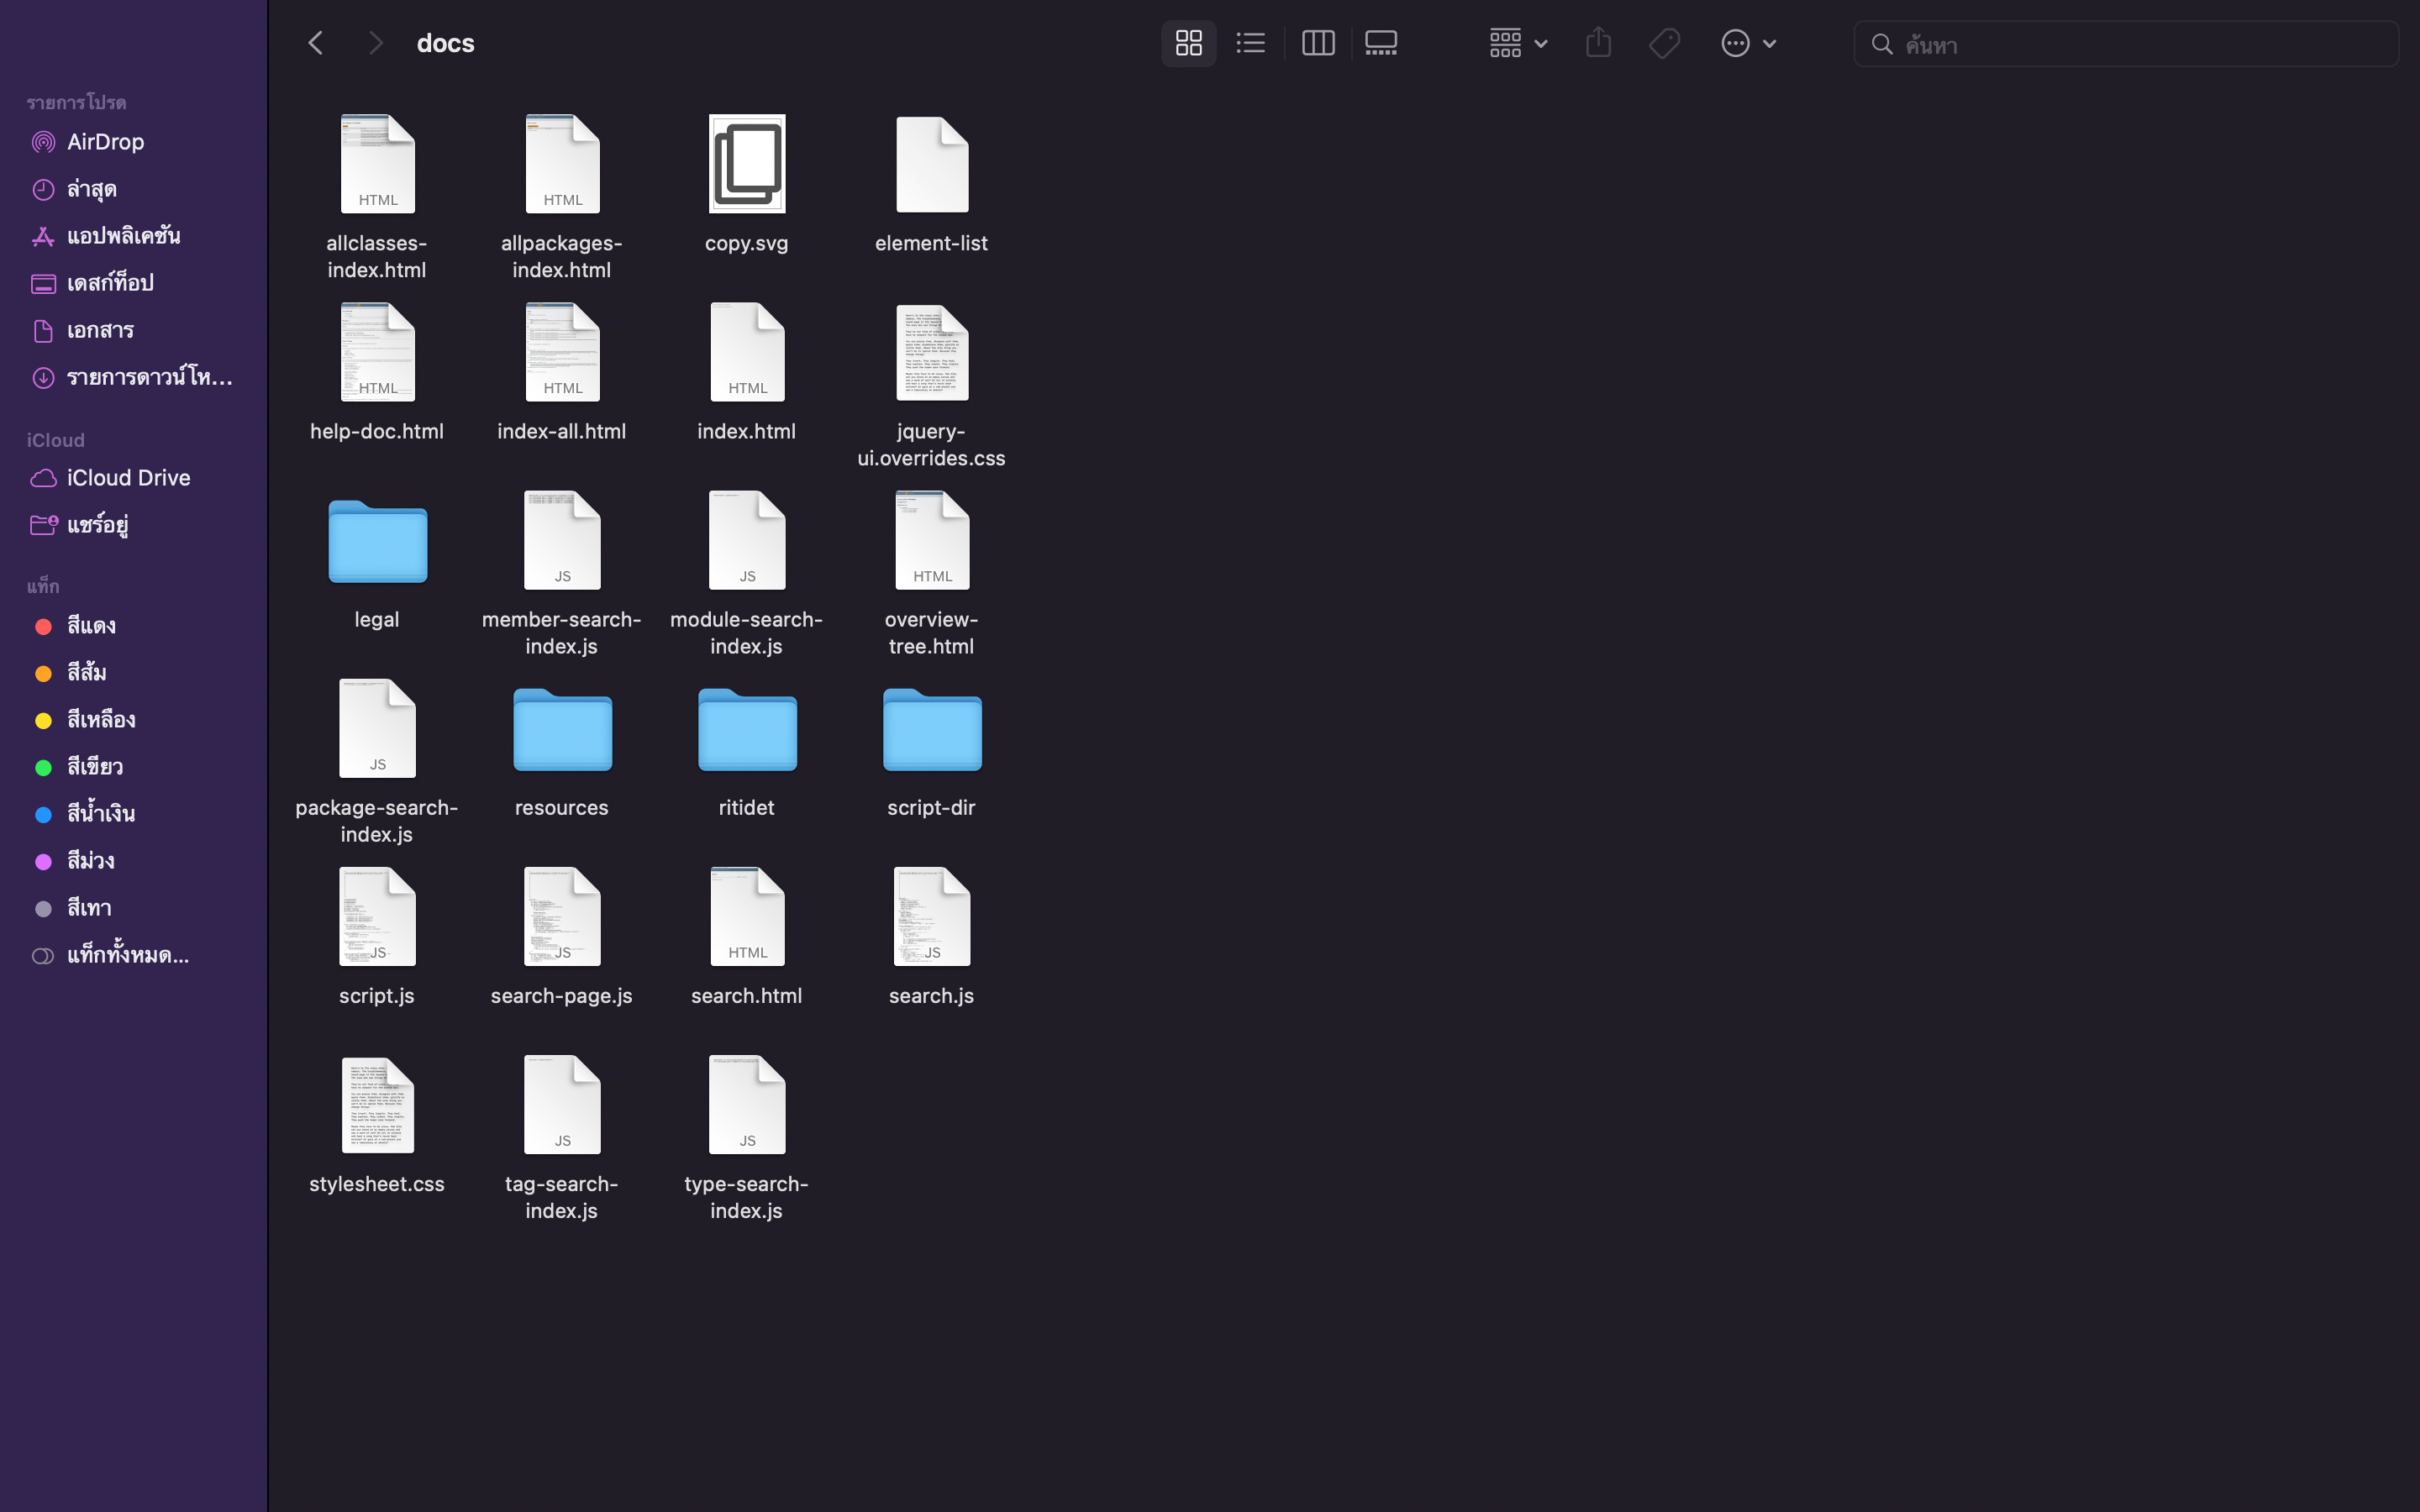 docs
ค้นหา
รายการโปรด
AirDrop
ล่าสุด
แอปพลิเคชัน
เดสก์ท็อป
เอกสาร
รายการดาวน์โห...
iCloud
iCloud Drive
แชร์อยู่
แท็ก
สีแดง
สีส้ม
สีเหลือง
สีเขียว
สีน้ำเงิน
สีม่วง
สีเทา
แท็กทั้งหมด...
HTML
HTML
allclasses-
index.html
allpackages-
index.html
copy.svg
element-list
HTML
HTML
HTML
help-doc.html
index-all.html
index.html
jquery-
ui.overrides.css
JS
JS
HTML
legal
member-search-
index.js
module-search-
index.js
overview-
tree.html
JS
package-search-
index.js
resources
ritidet
script-dir
JS
JS
HTML
JS
script.js
search-page.js
search.html
search.js
JS
JS
stylesheet.css
tag-search-
index.js
type-search-
index.js